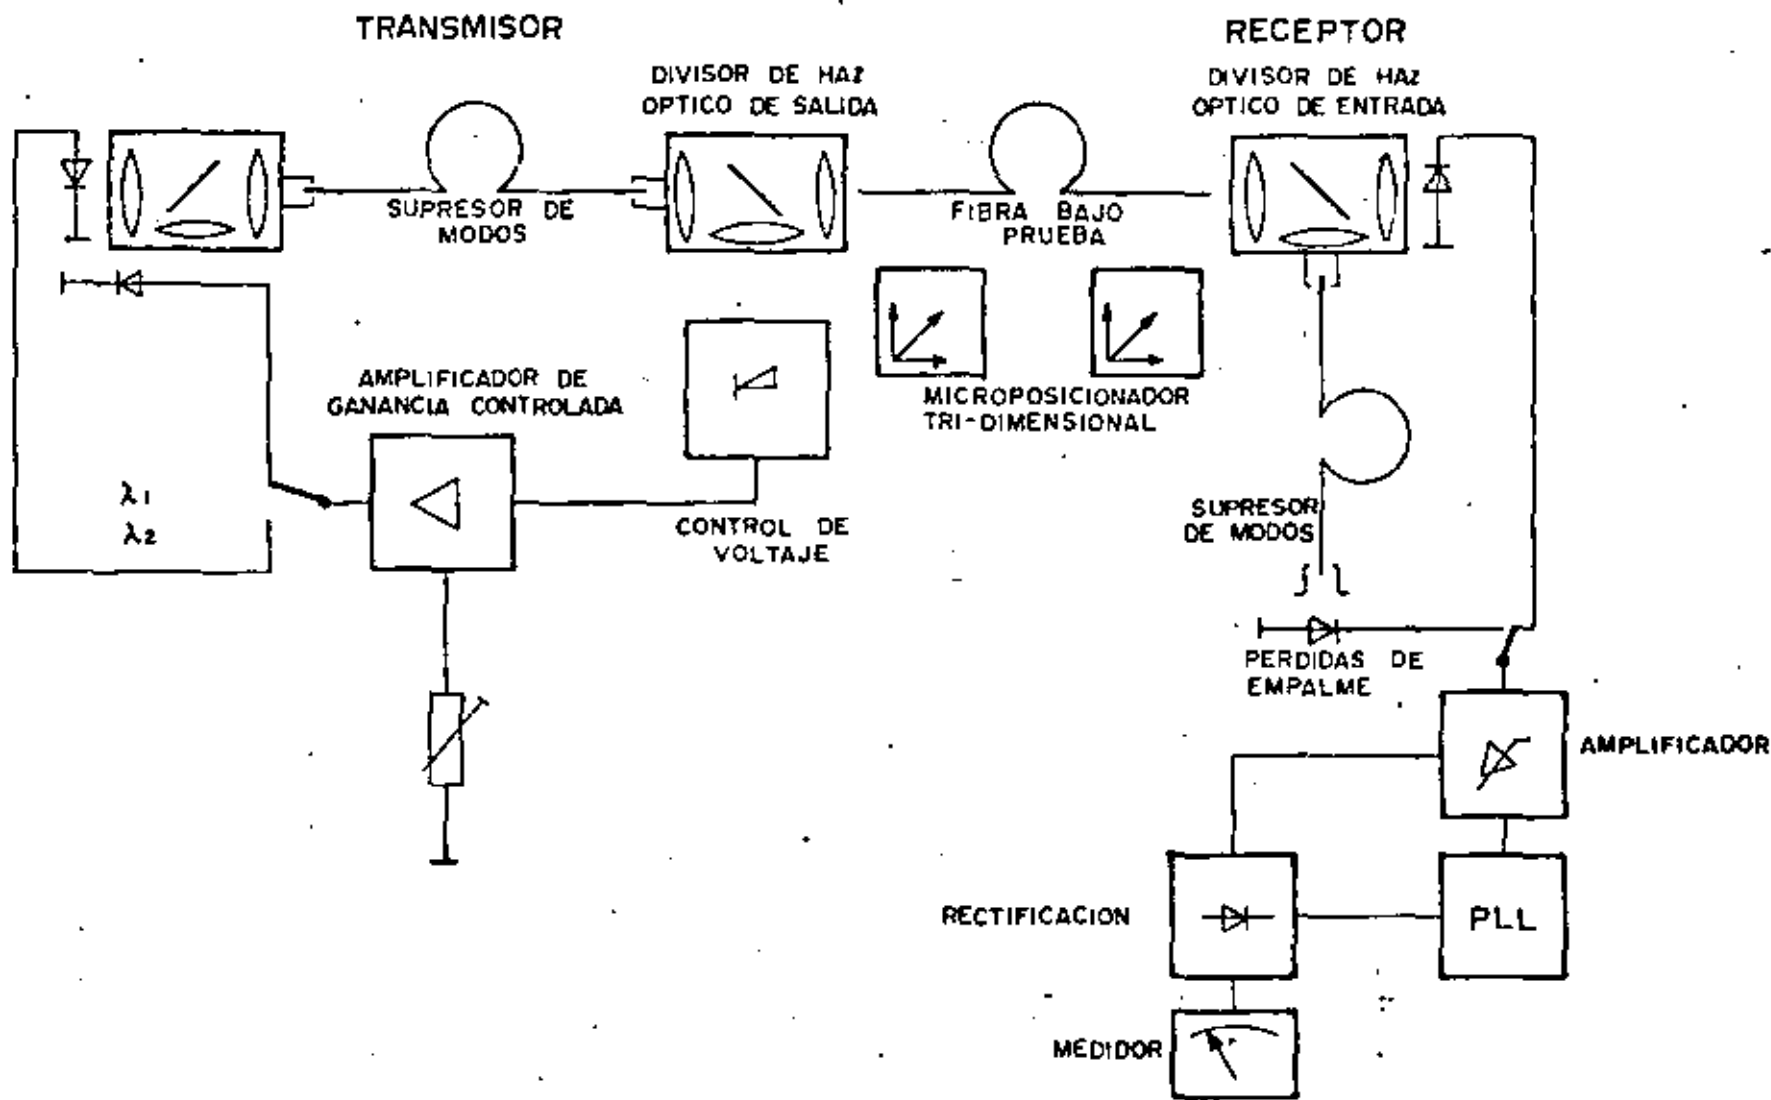 TRANSMISOR
RECEPTOR
DIVISOR DE HAZ
OPTICO DE SALIDA
DIVISOR DE HAZ
OPTICO DE ENTRADA
SUPRESOR DE
MODOS
FIBRA BAJO
PRUEBA
AMPLIFICADOR DE
GANANCIA CONTROLADA
MICROPOSICIONADOR
TRI-DIMENSIONAL
λ1
λ2
CONTROL DE
VOLTAJE
SUPRESOR
DE MODOS
PERDIDAS DE
EMPALME
AMPLIFICADOR
RECTIFICACION
PLL
MEDIDOR